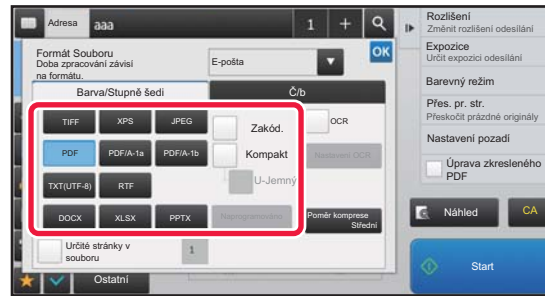 Adresa aaa 1 +
Formát Souboru
Doba zpracování závisí
na formátu.
E-pošta
OK
Barva/Stupně šedi
Č/b
TIFF XPS JPEG Zakód. OCR
PDF PDF/A-1a PDF/A-1b Kompakt Nastavení OCR
TXT(UTF-8) RTF U-Jemný
DOCX XLSX PPTX Naprogramováno Poměr komprese
Střední
Určité stránky v
souboru
1
Ostatní
Rozlišení
Změnit rozlišení odesílání
Expozice
Určit expozici odesílání
Barevný režim
Přes. pr. str.
Přeskočit prázdné originály
Nastavení pozadí
Úprava zkresleného
PDF
Náhled CA
Start